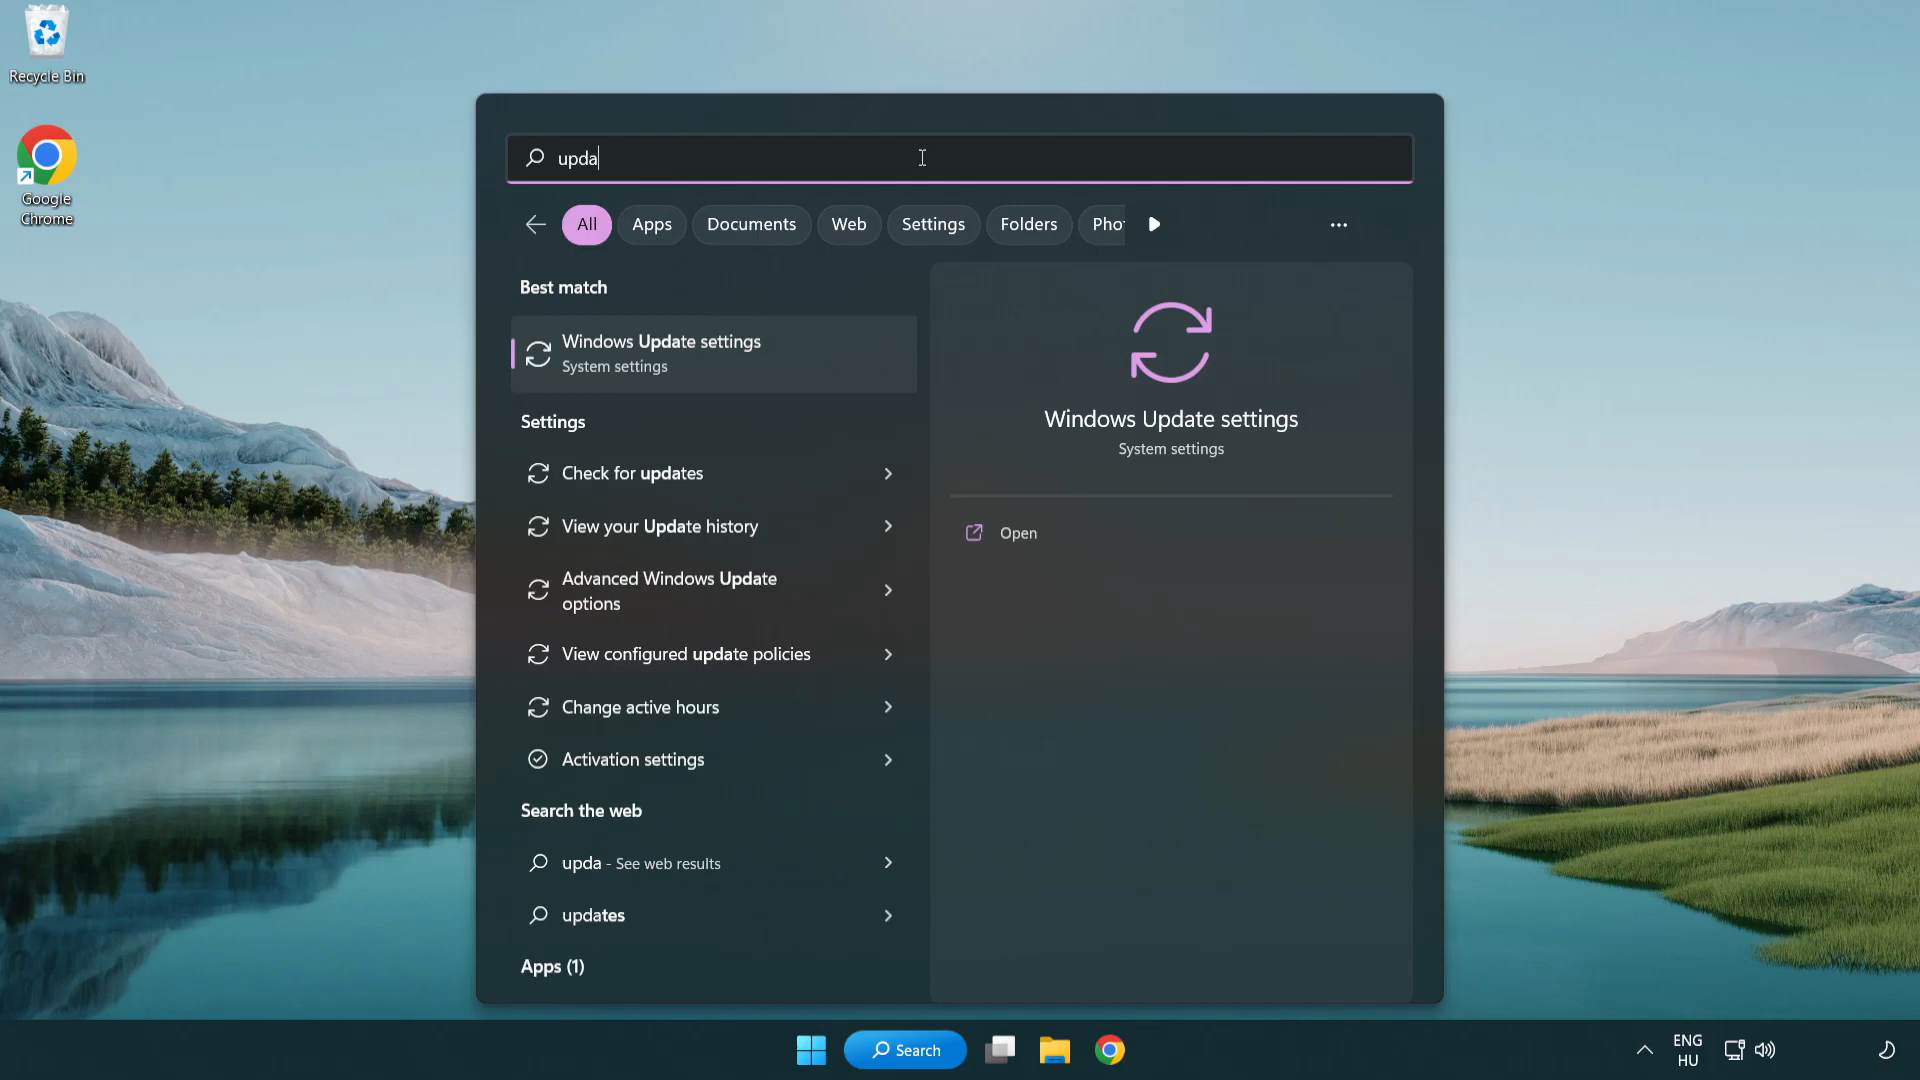 Recycle Bin
Google
Chrome
upda
All
Apps
Documents
Web
Settings
Folders
Pho
Best match
Windows Update settings
System settings
Settings
Check for updates
View your Update history
Advanced Windows Update
options
View configured update policies
Change active hours
Activation settings
Search the web
upda - See web results
updates
Apps (1)
Windows Update settings
System settings
Open
Search
ENG
HU